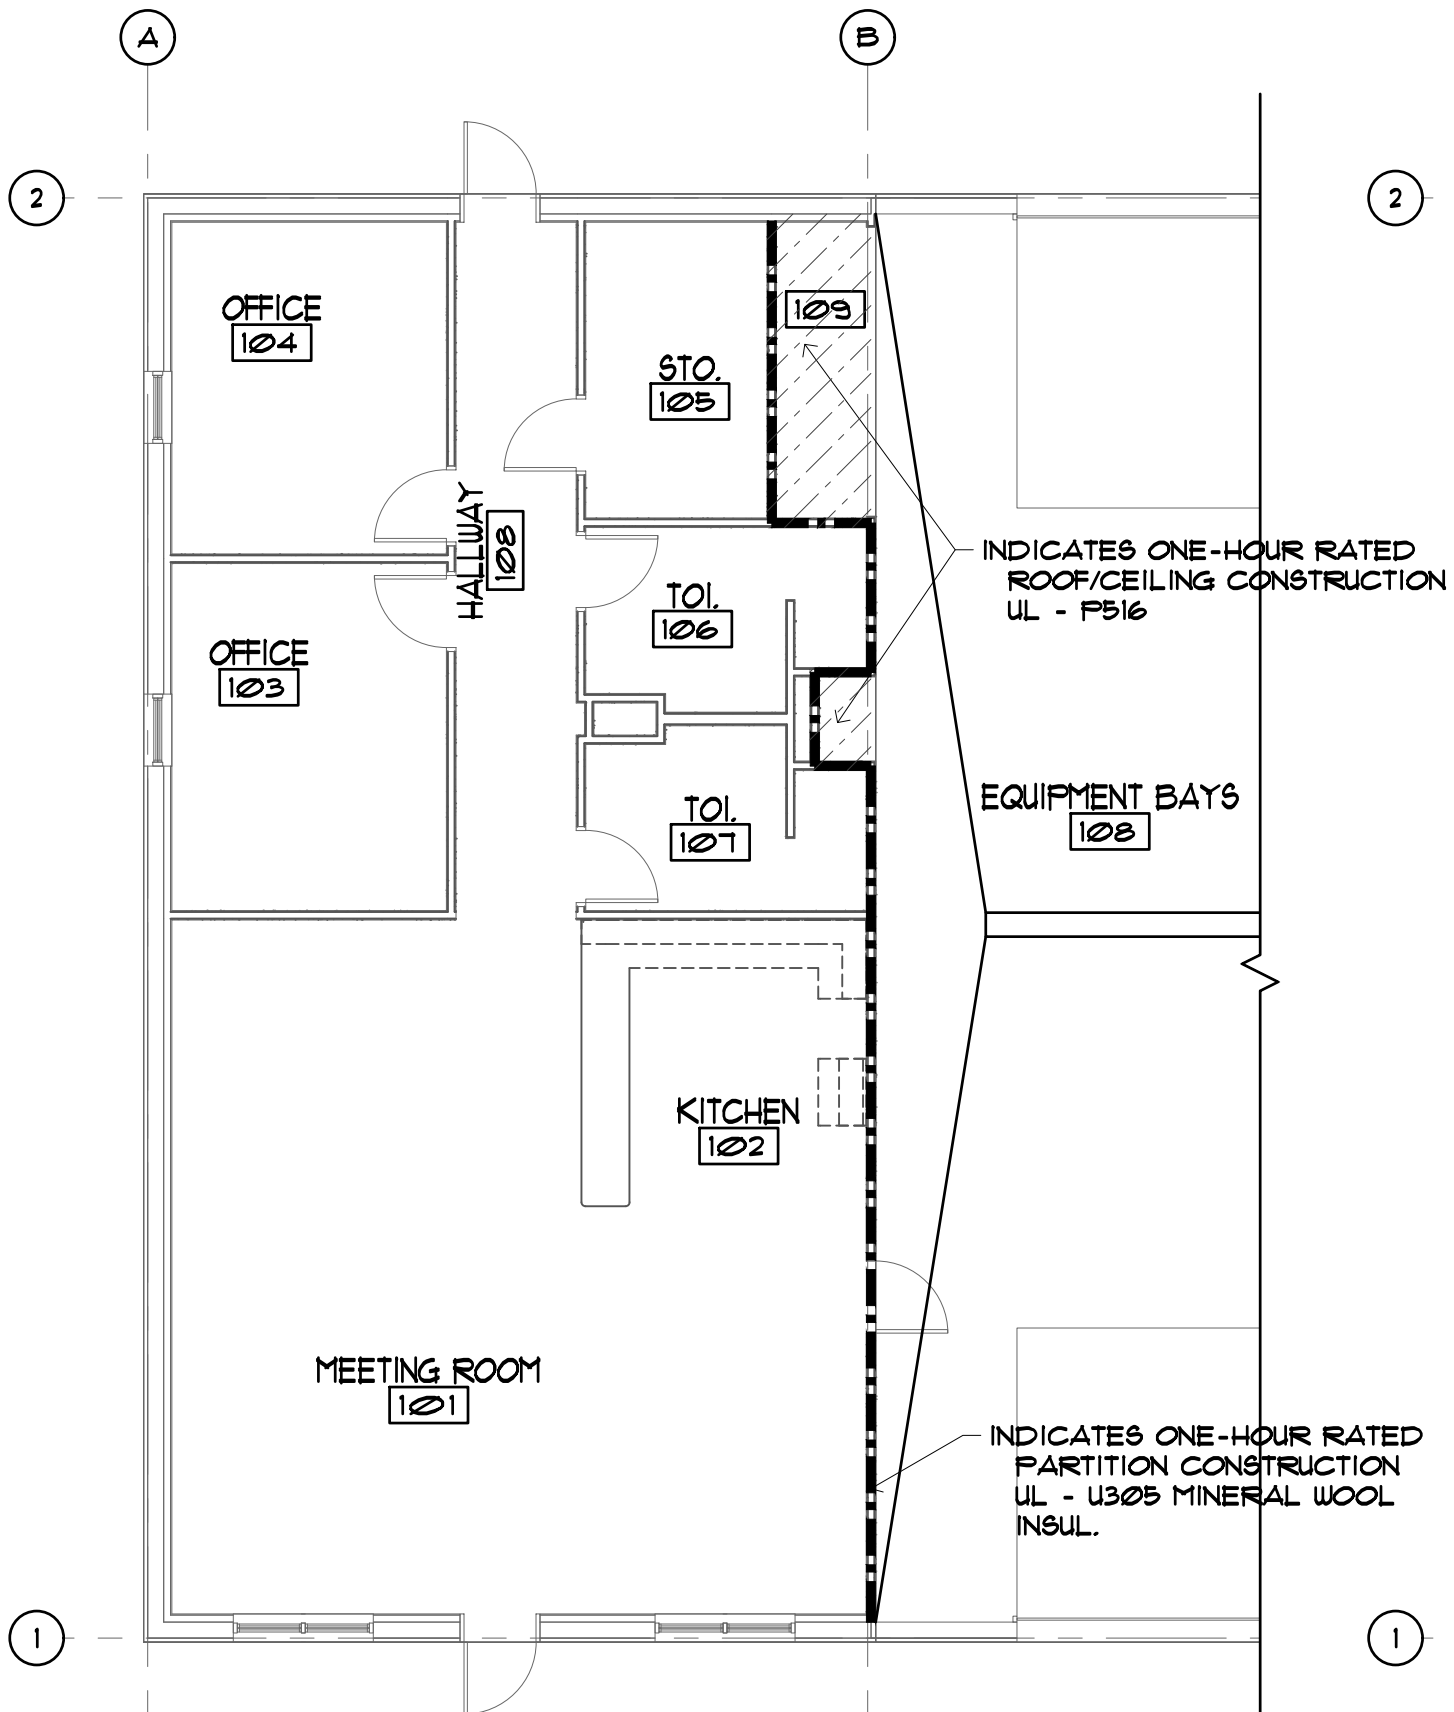 A
B
2
2
OFFICE
104
109
STO.
105
HALLWAY
108
INDICATES ONE-HOUR RATED
ROOF/CEILING CONSTRUCTION
UL - P516
TOI.
106
OFFICE
103
EQUIPMENT BAYS
108
TOI.
107
KITCHEN
102
MEETING ROOM
101
INDICATES ONE-HOUR RATED
PARTITION CONSTRUCTION
UL - U305 MINERAL WOOL
INSUL.
1
1